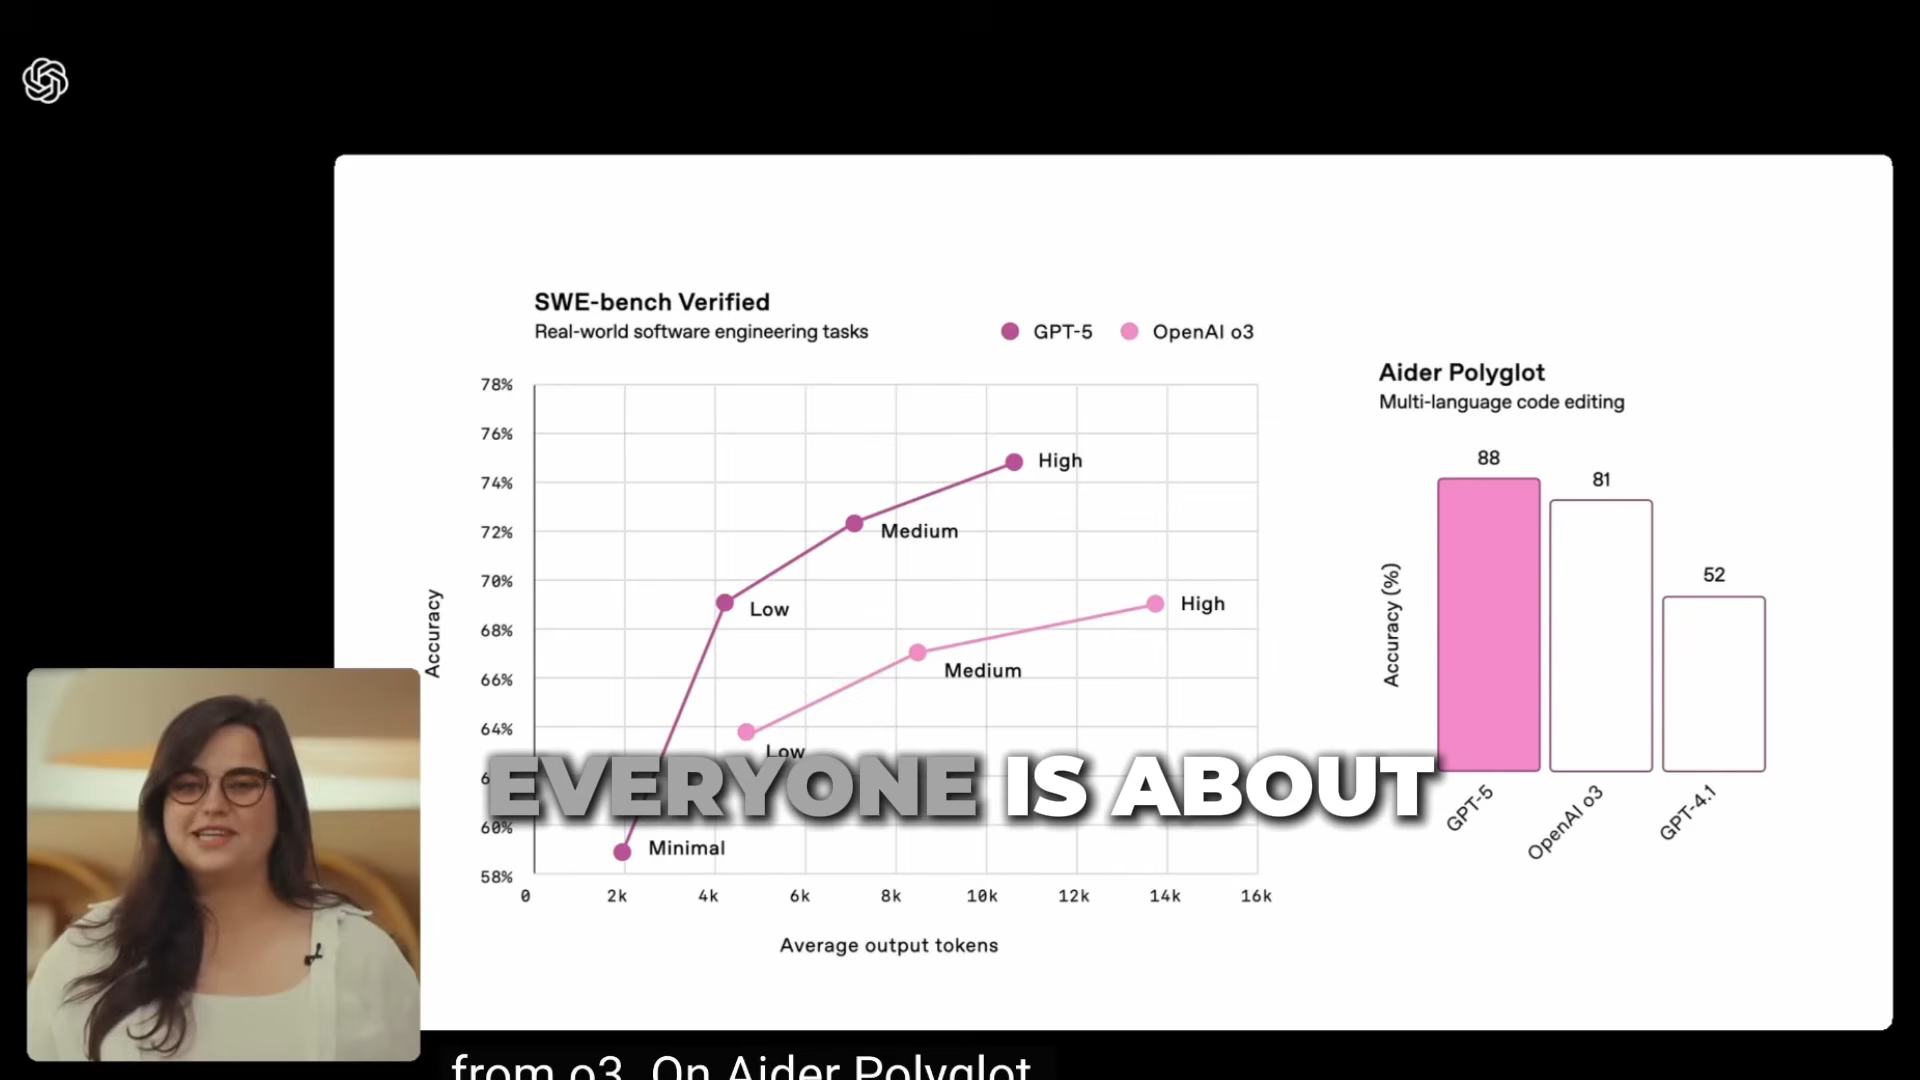 SWE-bench Verified
Real-world software engineering tasks
GPT-5
OpenAI o3
78%
76%
74%
72%
70%
68%
66%
64%
60%
58%
Accuracy
High
Medium
Low
High
Medium
Low
Minimal
0 2k 4k 6k 8k 10k 12k 14k 16k
Average output tokens
Aider Polyglot
Multi-language code editing
Accuracy (%)
88
81
52
GPT-5
OpenAI o3
GPT-4.1
EVERYONE IS ABOUT
from o3. On Aider Polyglot